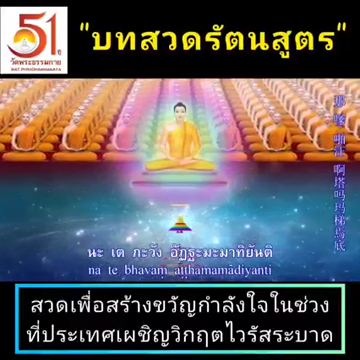 51 ปี
วัดพระธรรมกาย
WAT PHRADHAMMAKAYA
"บทสวดรัตนสูตร"
นะ เต ภะวัง อัฏฐะมะมาทิยันติ
na te bhavaṃ aṭṭhamamādiyanti
สวดเพื่อสร้างขวัญกำลังใจในช่วง
ที่ประเทศเผชิญวิกฤตไวรัสระบาด